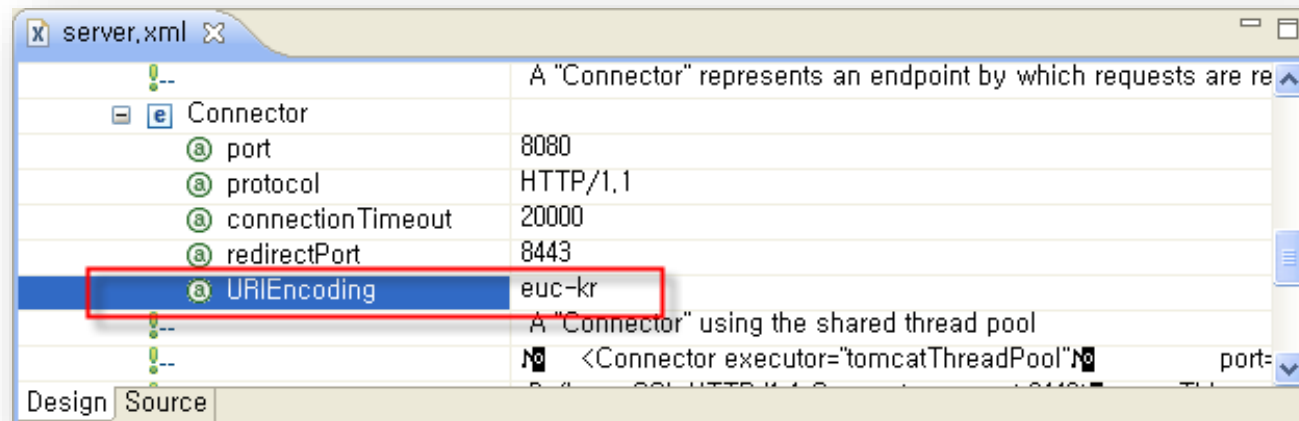 server.xml
!-- A "Connector" represents an endpoint by which requests are re
e Connector
a port 8080
a protocol HTTP/1.1
a connectionTimeout 20000
a redirectPort 8443
a URIEncoding euc-kr
!-- A "Connector" using the shared thread pool
!-- <Connector executor="tomcatThreadPool" port=
Design Source